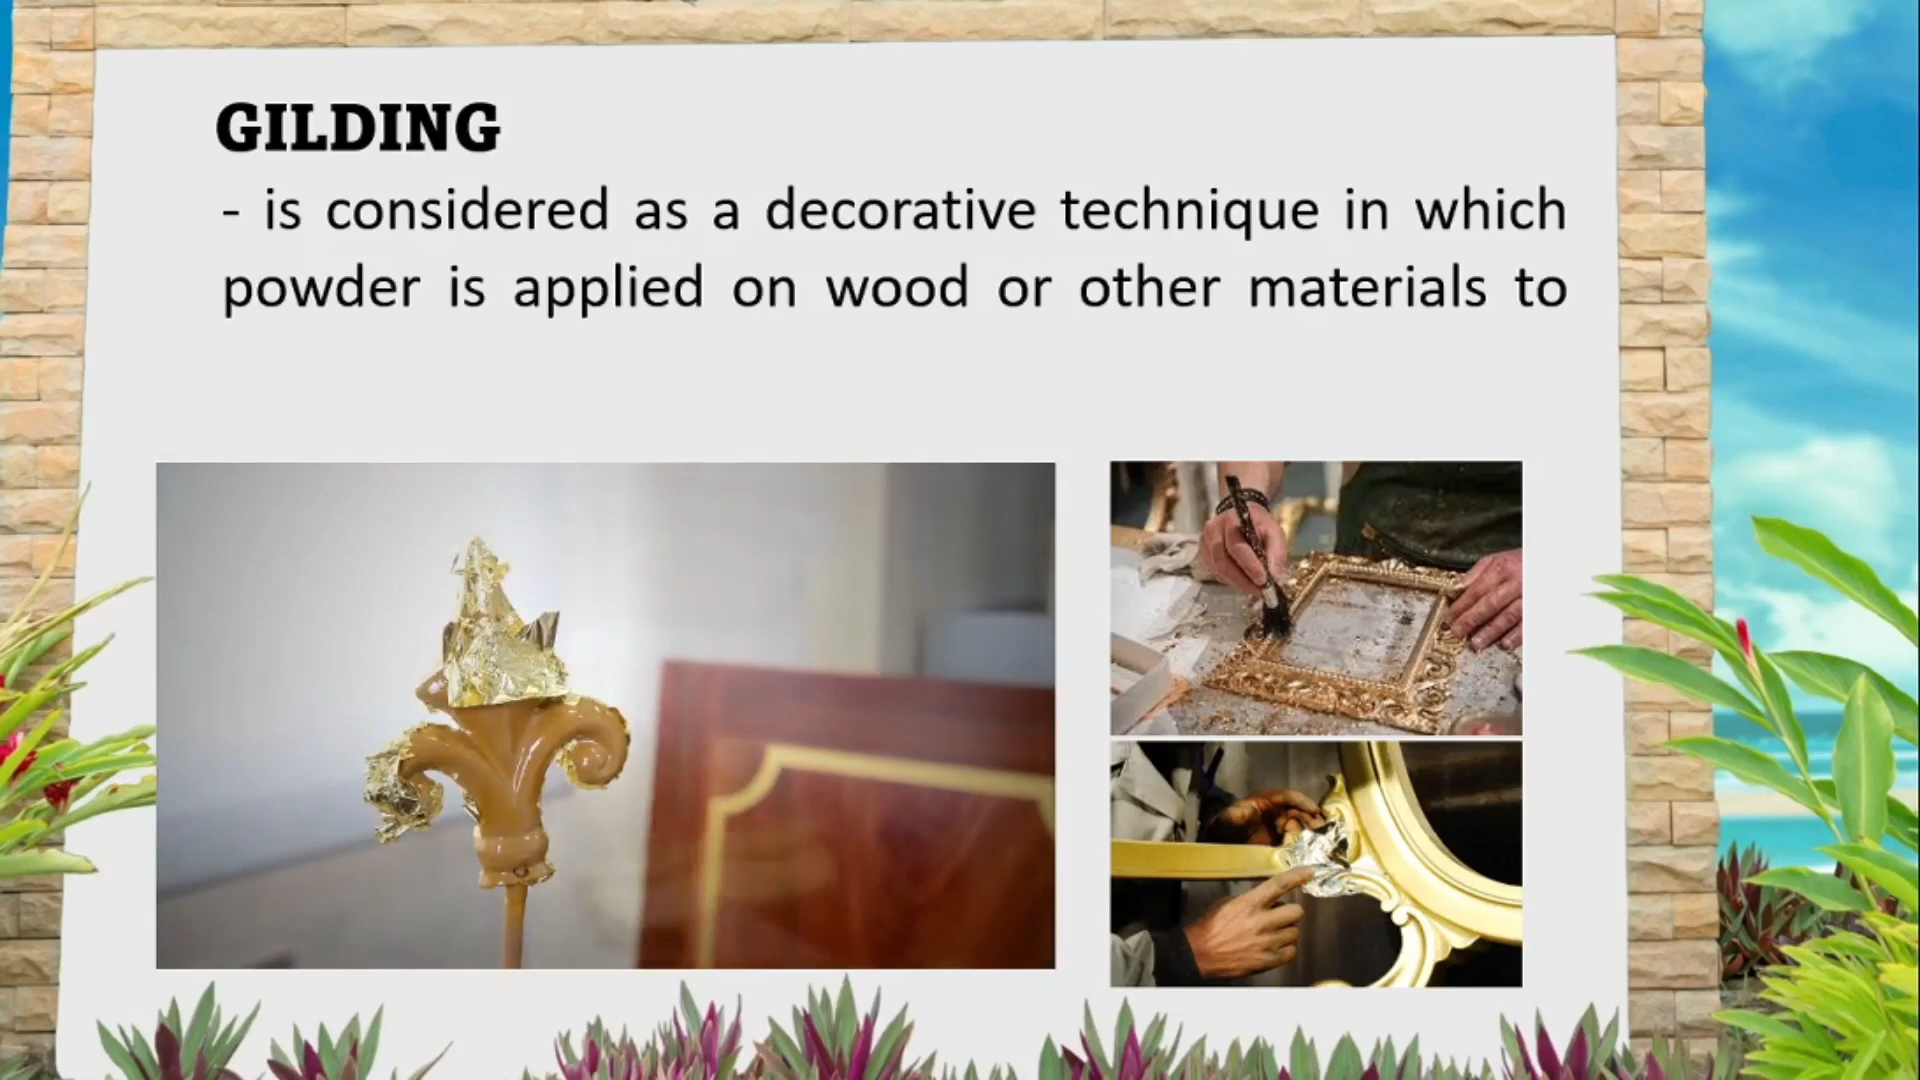 GILDING
- is considered as a decorative technique in which
powder is applied on wood or other materials to